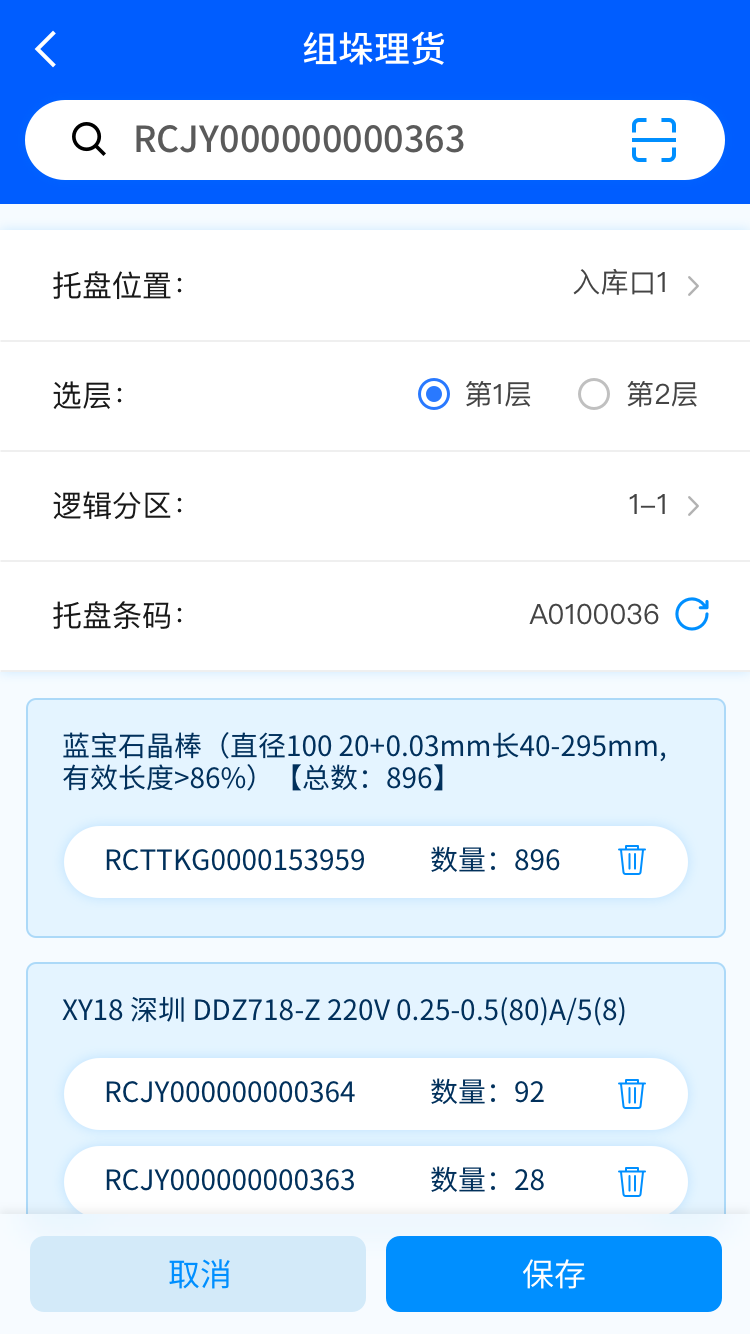 组垛理货
RCJY000000000363
托盘位置:
入库口1
选层:
第1层
第2层
逻辑分区:
1–1
托盘条码:
A0100036
蓝宝石晶棒（直径100 20+0.03mm长40-295mm,
有效长度>86%）【总数：896】
RCTTKG0000153959 数量：896
XY18 深圳 DDZ718-Z 220V 0.25-0.5(80)A/5(8)
RCJY000000000364 数量：92
RCJY000000000363 数量：28
取消
保存